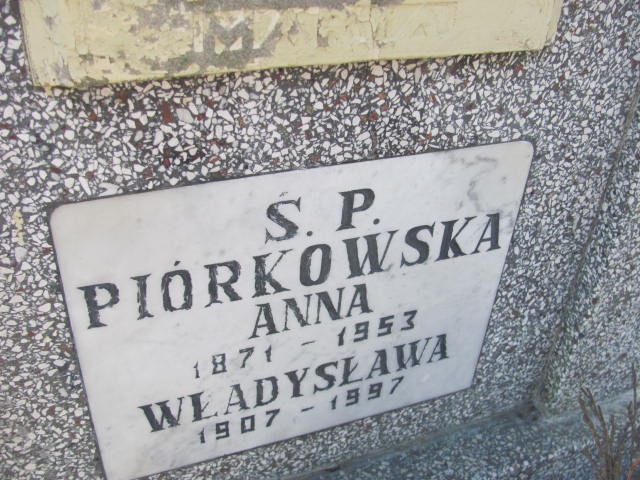 Ś. P.
PIÓRKOWSKA
ANNA
1871 - 1953
WŁADYSŁAWA
1907 - 1997